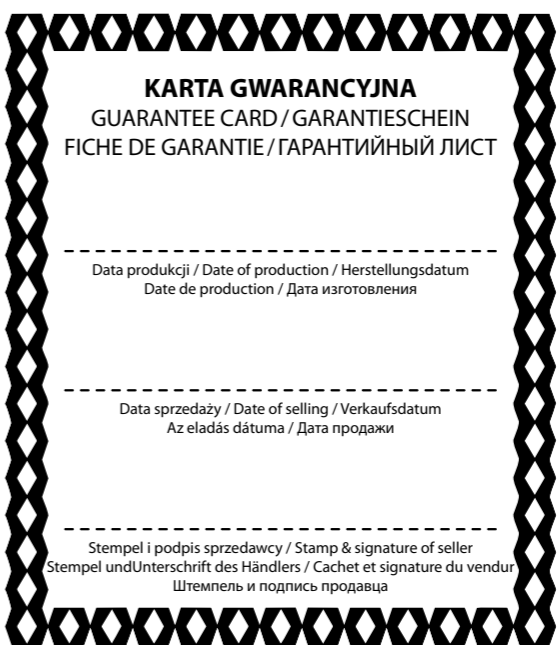 KARTA GWARANCYJNA
GUARANTEE CARD / GARANTIESCHEIN
FICHE DE GARANTIE / ГАРАНТИЙНЫЙ ЛИСТ
Data produkcji / Date of production / Herstellungsdatum
Date de production / Дата изготовления
Data sprzedaży / Date of selling / Verkaufsdatum
Az eladás dátuma / Дата продажи
Stempel i podpis sprzedawcy / Stamp & signature of seller
Stempel undUnterschrift des Händlers / Cachet et signature du vendur
Штемпель и подпись продавца